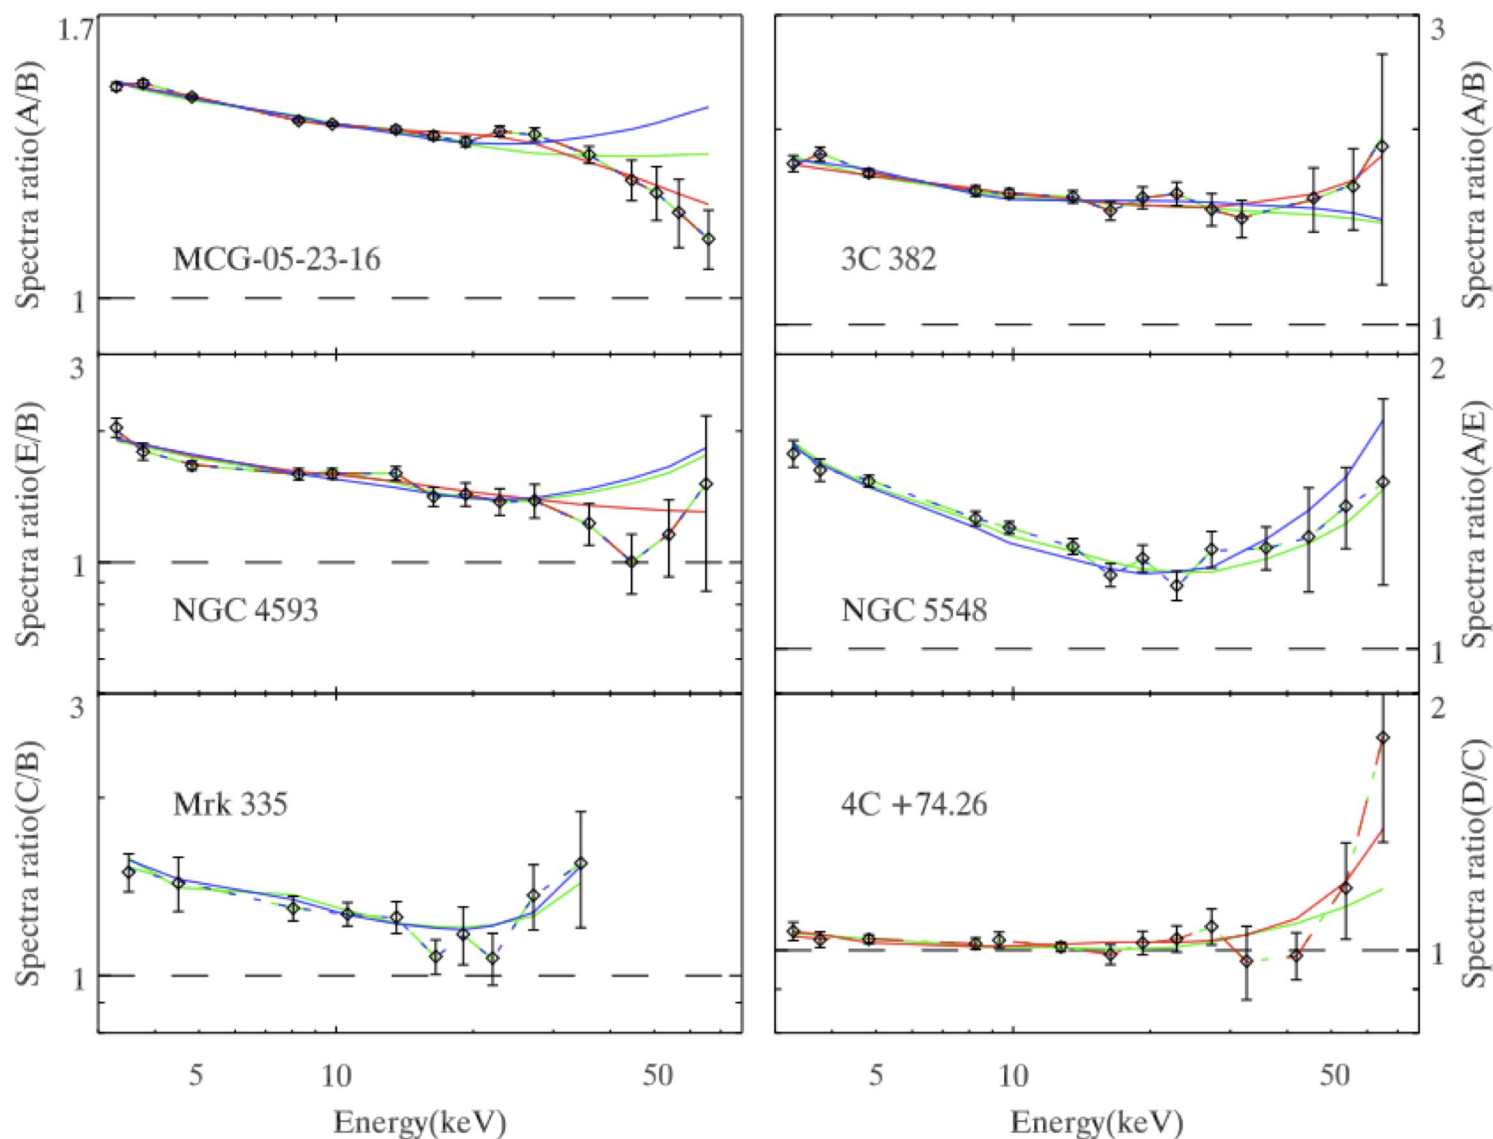 1.7
Spectra ratio(A/B)
MCG-05-23-16
1
3
Spectra ratio(A/B)
3C 382
1
3
Spectra ratio(E/B)
NGC 4593
1
2
Spectra ratio(A/E)
NGC 5548
1
3
Spectra ratio(C/B)
Mrk 335
1
2
Spectra ratio(D/C)
4C +74.26
1
5 10 50
Energy(keV)
5 10 50
Energy(keV)